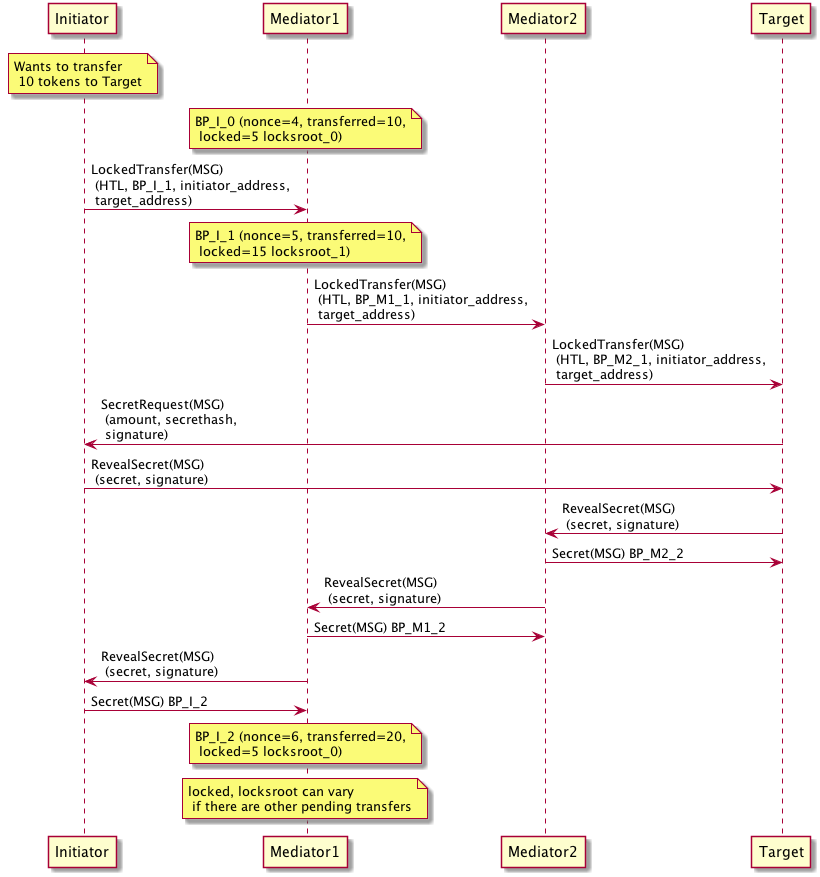 Initiator
Mediator1
Mediator2
Target
Wants to transfer
10 tokens to Target
BP_I_0 (nonce=4, transferred=10,
locked=5 locksroot_0)
LockedTransfer(MSG)
(HTL, BP_I_1, initiator_address,
target_address)
BP_I_1 (nonce=5, transferred=10,
locked=15 locksroot_1)
LockedTransfer(MSG)
(HTL, BP_M1_1, initiator_address,
target_address)
LockedTransfer(MSG)
(HTL, BP_M2_1, initiator_address,
target_address)
SecretRequest(MSG)
(amount, secrethash,
signature)
RevealSecret(MSG)
(secret, signature)
RevealSecret(MSG)
(secret, signature)
Secret(MSG) BP_M2_2
RevealSecret(MSG)
(secret, signature)
Secret(MSG) BP_M1_2
RevealSecret(MSG)
(secret, signature)
Secret(MSG) BP_I_2
BP_I_2 (nonce=6, transferred=20,
locked=5 locksroot_0)
locked, locksroot can vary
if there are other pending transfers
Initiator
Mediator1
Mediator2
Target